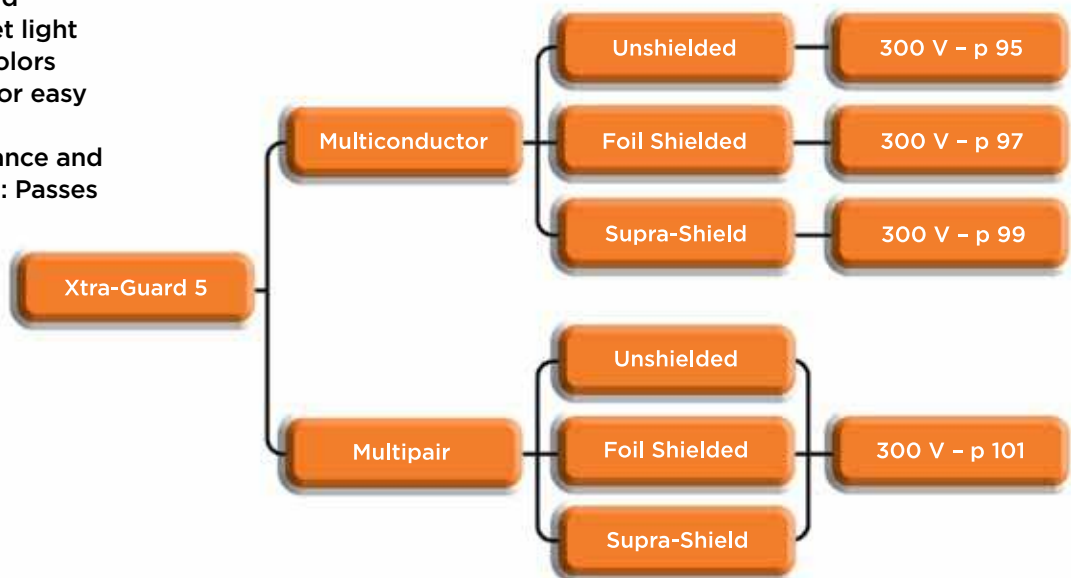 et light
olors
or easy
ance and
: Passes
Xtra-Guard 5
Multiconductor
Unshielded
300 V – p 95
Foil Shielded
300 V – p 97
Supra-Shield
300 V – p 99
Multipair
Unshielded
Foil Shielded
Supra-Shield
300 V – p 101